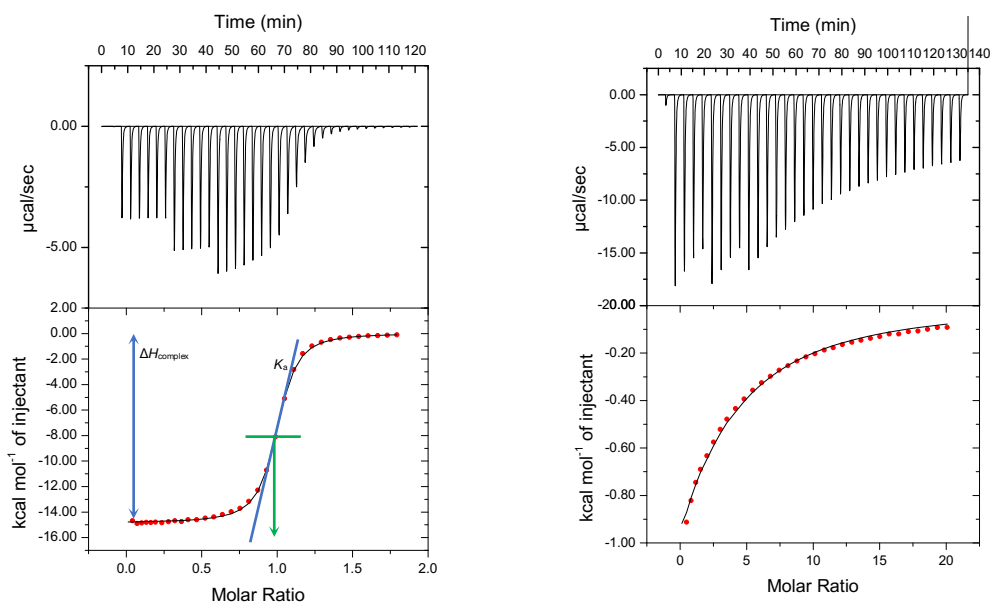 Time (min)
0 10 20 30 40 50 60 70 80 90 100 110 120
0.00
-5.00
µcal/sec
2.00
0.00
-2.00
-4.00
-6.00
-8.00
-10.00
-12.00
-14.00
-16.00
kcal mol⁻¹ of injectant
ΔHcomplex
Ka
0.0 0.5 1.0 1.5 2.0
Molar Ratio
Time (min)
0 10 20 30 40 50 60 70 80 90 100 110 120 130 140
0.00
-5.00
-10.00
-15.00
µcal/sec
-0.20
-0.40
-0.60
-0.80
-1.00
kcal mol⁻¹ of injectant
0 5 10 15 20
Molar Ratio